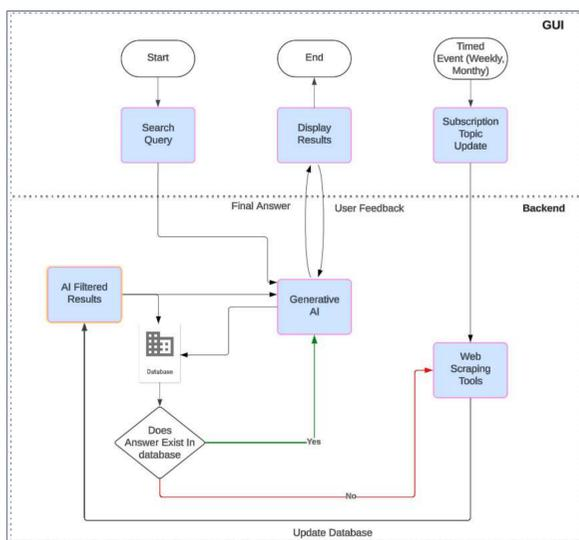 GUI
Start
End
Timed
Event (Weekly,
Monthy)
Search
Query
Display
Results
Subscription
Topic
Update
Final Answer
User Feedback
Backend
AI Filtered
Results
Generative
AI
Database
Web
Scraping
Tools
Does
Answer Exist In
database
Yes
No
Update Database